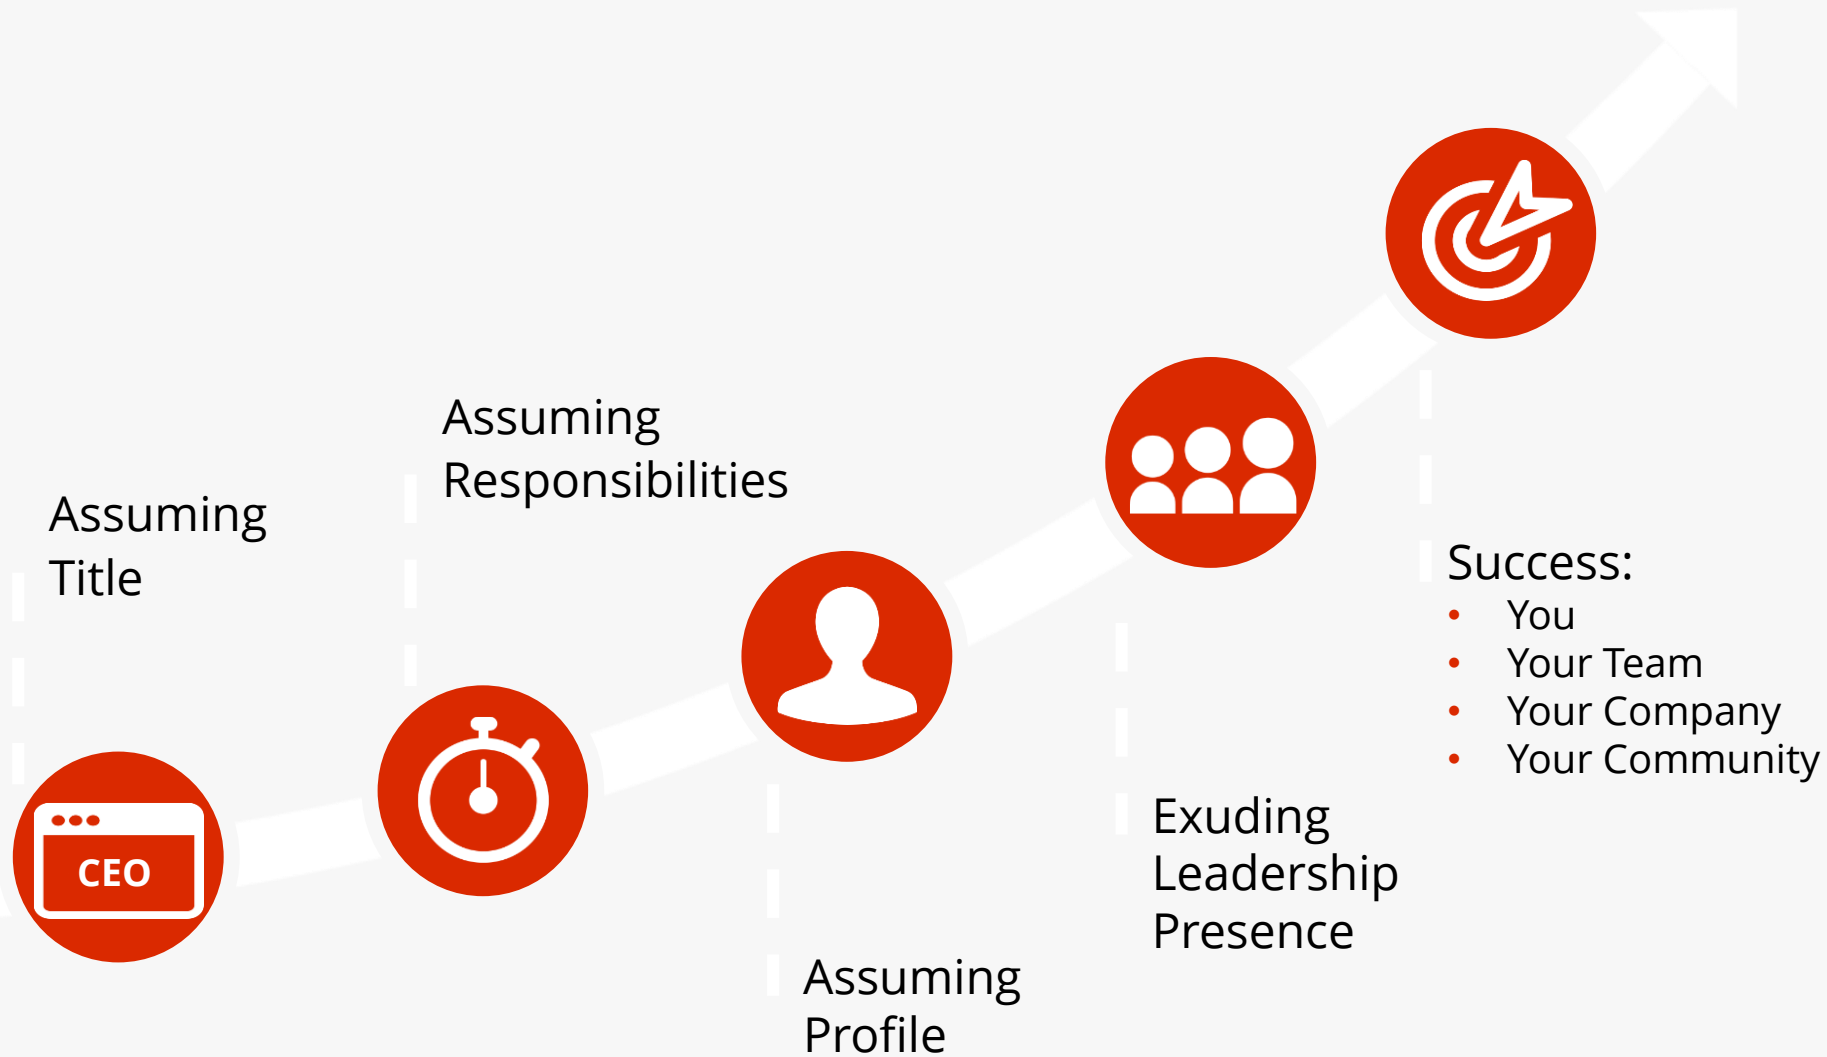 Assuming
Title
CEO
Assuming
Responsibilities
Assuming
Profile
Exuding
Leadership
Presence
Success:
• You
• Your Team
• Your Company
• Your Community